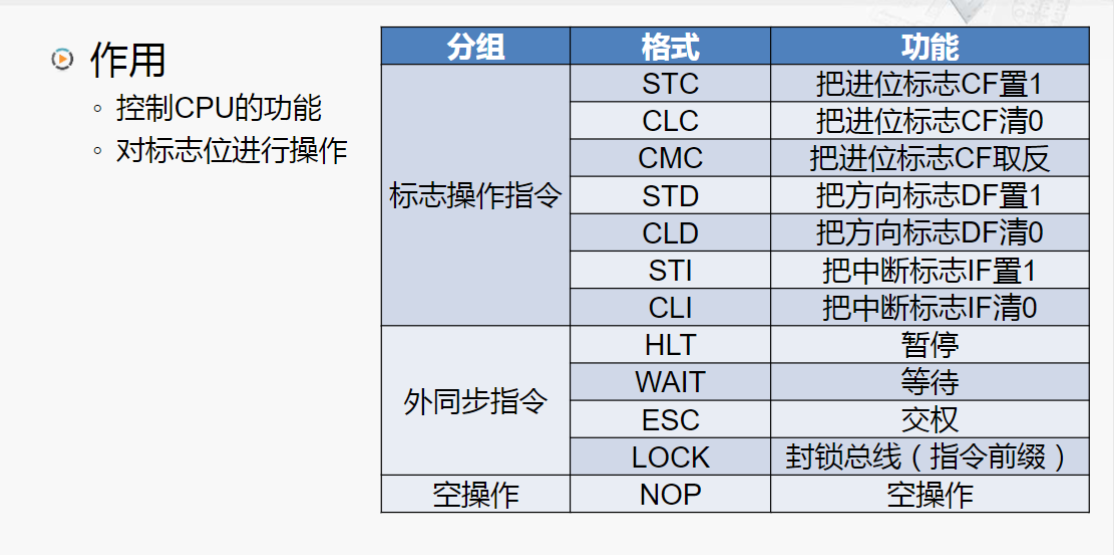 作用
控制CPU的功能
对标志位进行操作
分组 格式 功能
标志操作指令 STC 把进位标志CF置1
CLC 把进位标志CF清0
CMC 把进位标志CF取反
STD 把方向标志DF置1
CLD 把方向标志DF清0
STI 把中断标志IF置1
CLI 把中断标志IF清0
外同步指令 HLT 暂停
WAIT 等待
ESC 交权
LOCK 封锁总线（指令前缀）
空操作 NOP 空操作